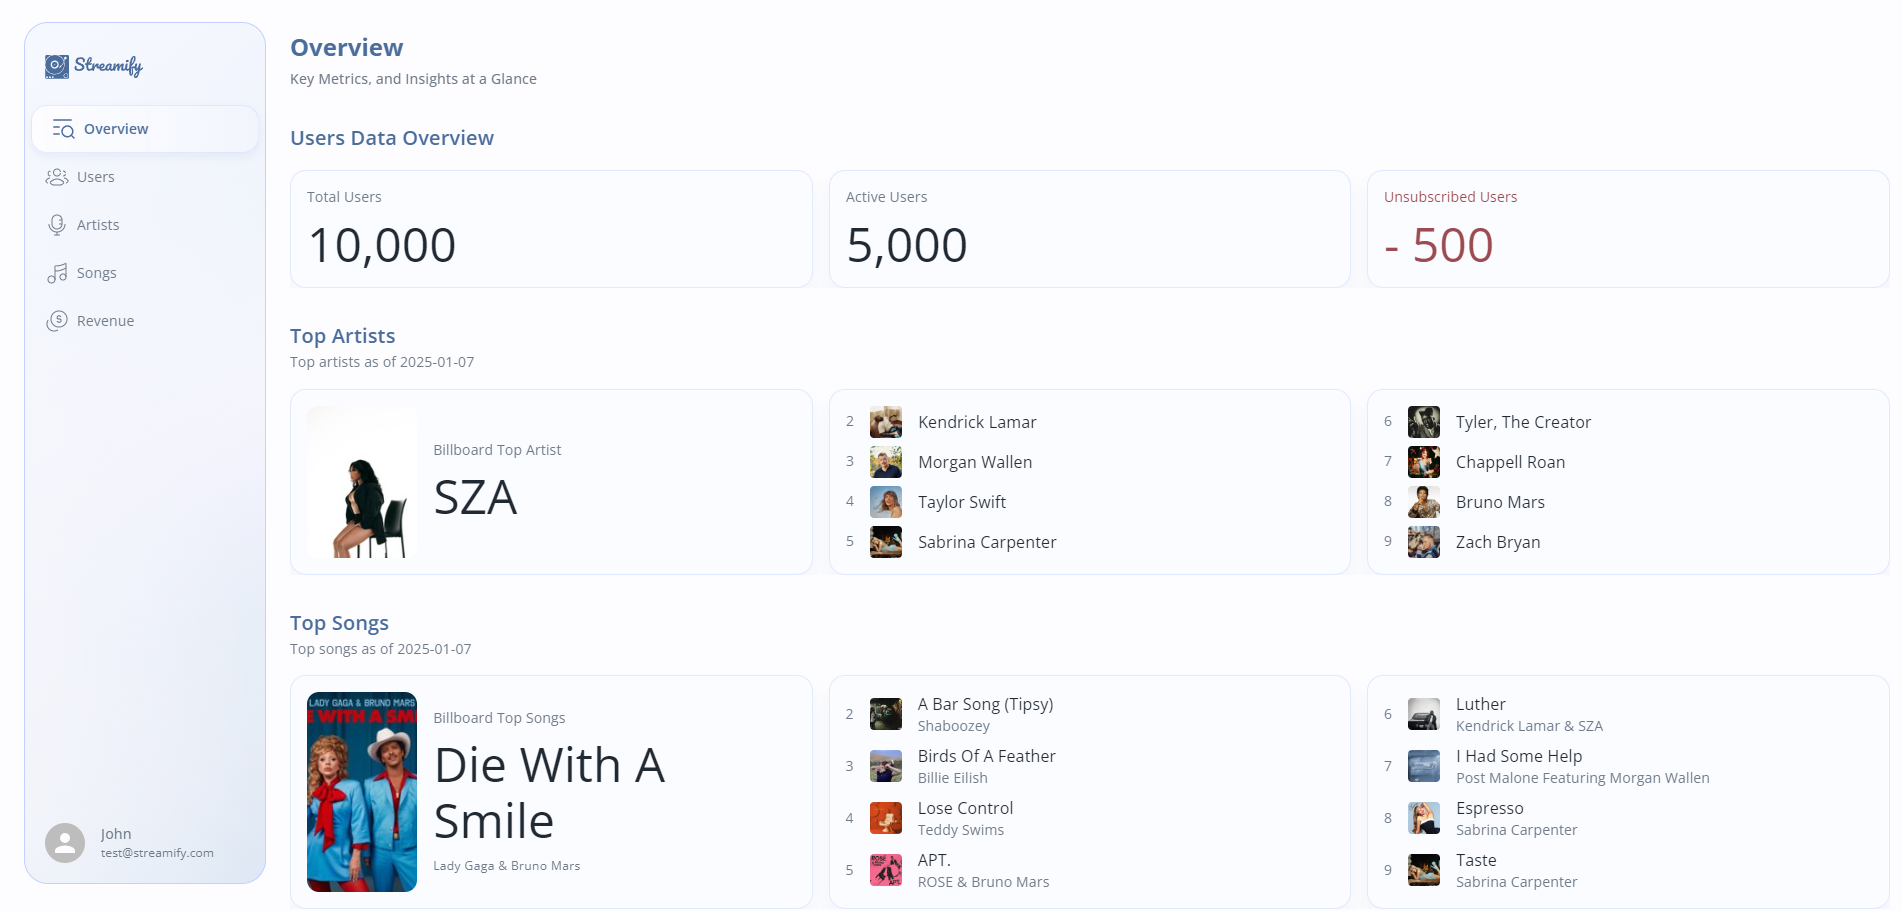 Streamify
Overview
Users
Artists
Songs
Revenue
John
test@streamify.com
Overview
Key Metrics, and Insights at a Glance
Users Data Overview
Total Users
10,000
Active Users
5,000
Unsubscribed Users
- 500
Top Artists
Top artists as of 2025-01-07
Billboard Top Artist
SZA
2 Kendrick Lamar
3 Morgan Wallen
4 Taylor Swift
5 Sabrina Carpenter
6 Tyler, The Creator
7 Chappell Roan
8 Bruno Mars
9 Zach Bryan
Top Songs
Top songs as of 2025-01-07
LADY GAGA & BRUNO MARS
E WITH A SMI
Billboard Top Songs
Die With A
Smile
Lady Gaga & Bruno Mars
2 A Bar Song (Tipsy)
Shaboozey
3 Birds Of A Feather
Billie Eilish
4 Lose Control
Teddy Swims
5 APT.
ROSE & Bruno Mars
6 Luther
Kendrick Lamar & SZA
7 I Had Some Help
Post Malone Featuring Morgan Wallen
8 Espresso
Sabrina Carpenter
9 Taste
Sabrina Carpenter